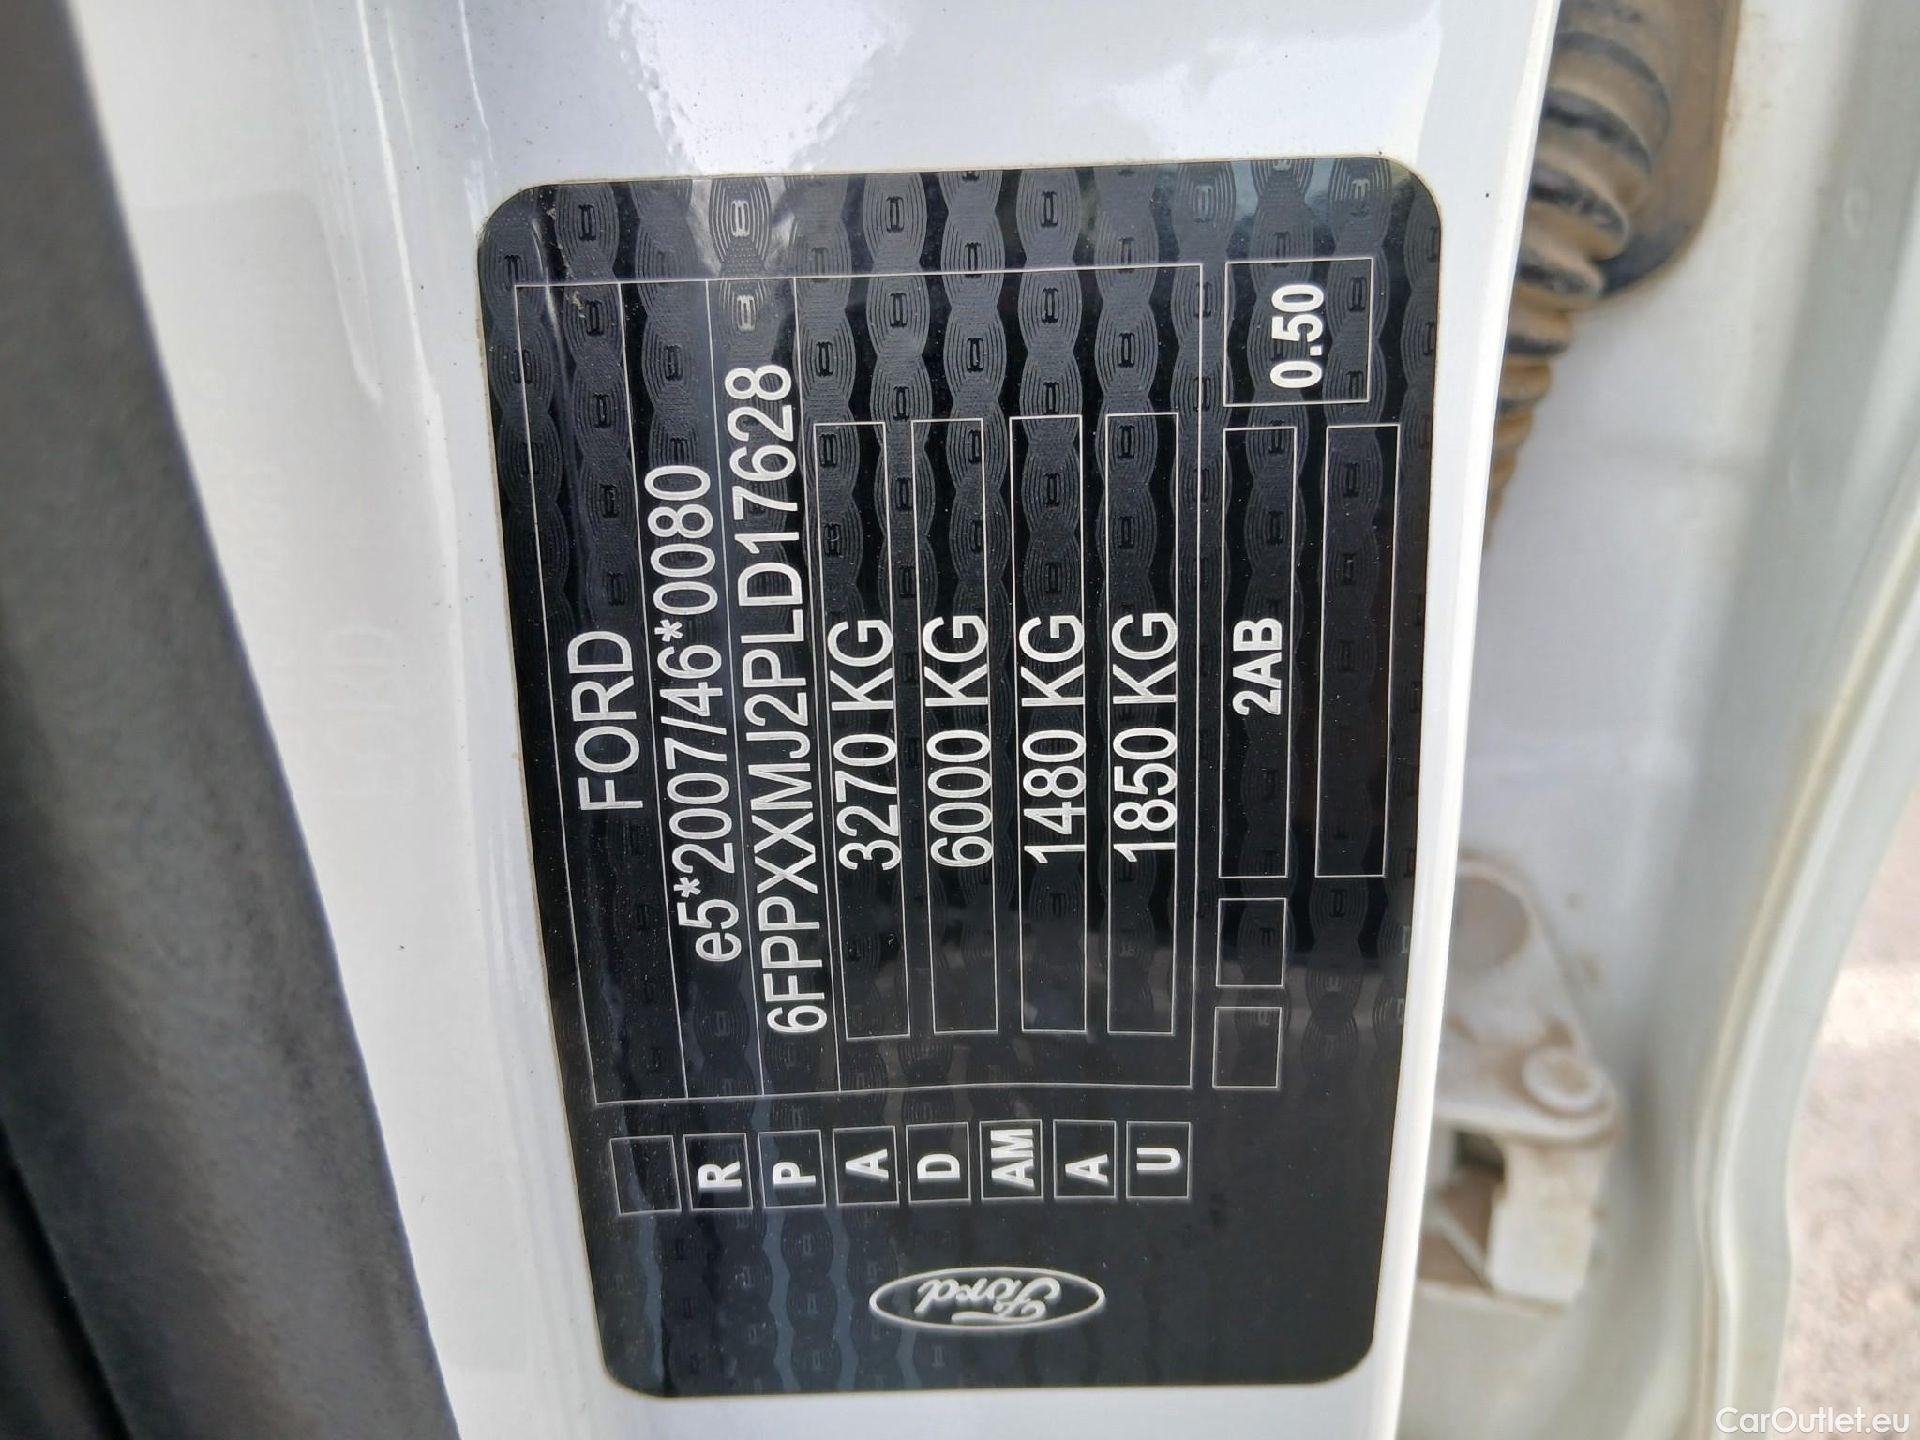 FORD
e5*2007/46*0080
6FPPXXMJ2PLD17628
3270 KG
6000 KG
1480 KG
1850 KG
2AB
0.50
R
P
A
D
AM
A
U
Ford
CarOutlet.eu